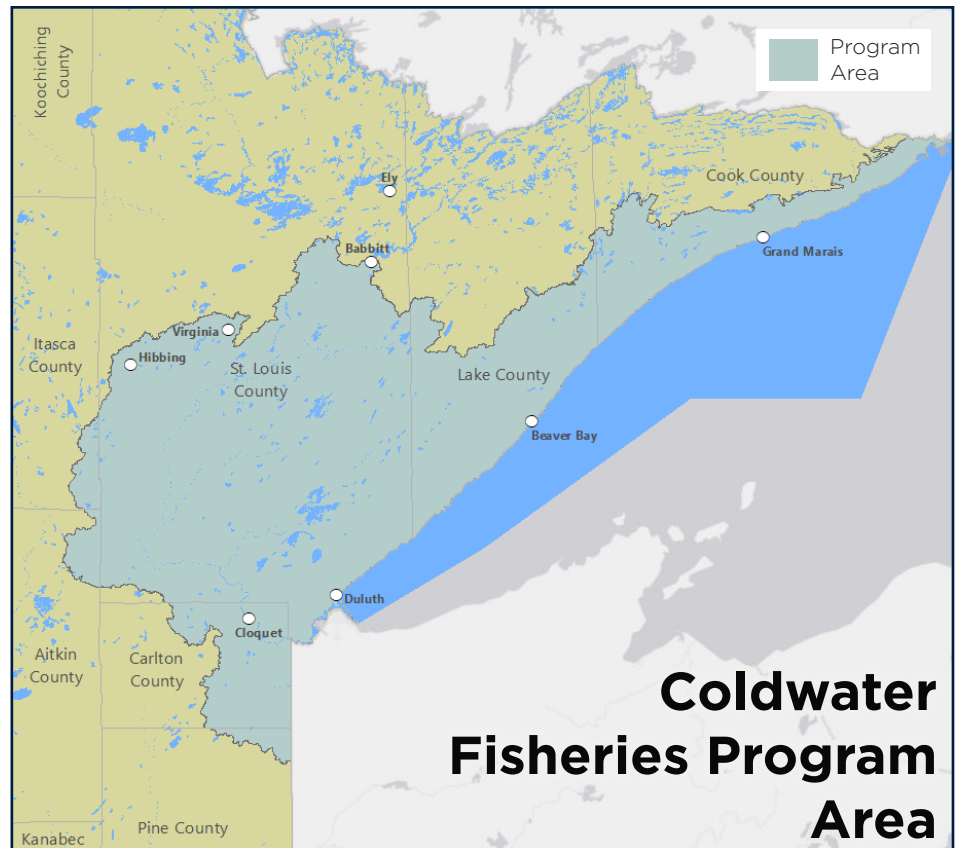 Koochiching
County
Program
Area
Ely
Cook County
Babbitt
Grand Marais
Virginia
Hibbing
Itasca
County
St. Louis
County
Lake County
Beaver Bay
Duluth
Cloquet
Aitkin
County
Carlton
County
Coldwater
Fisheries Program
Area
Pine County
Kanabec